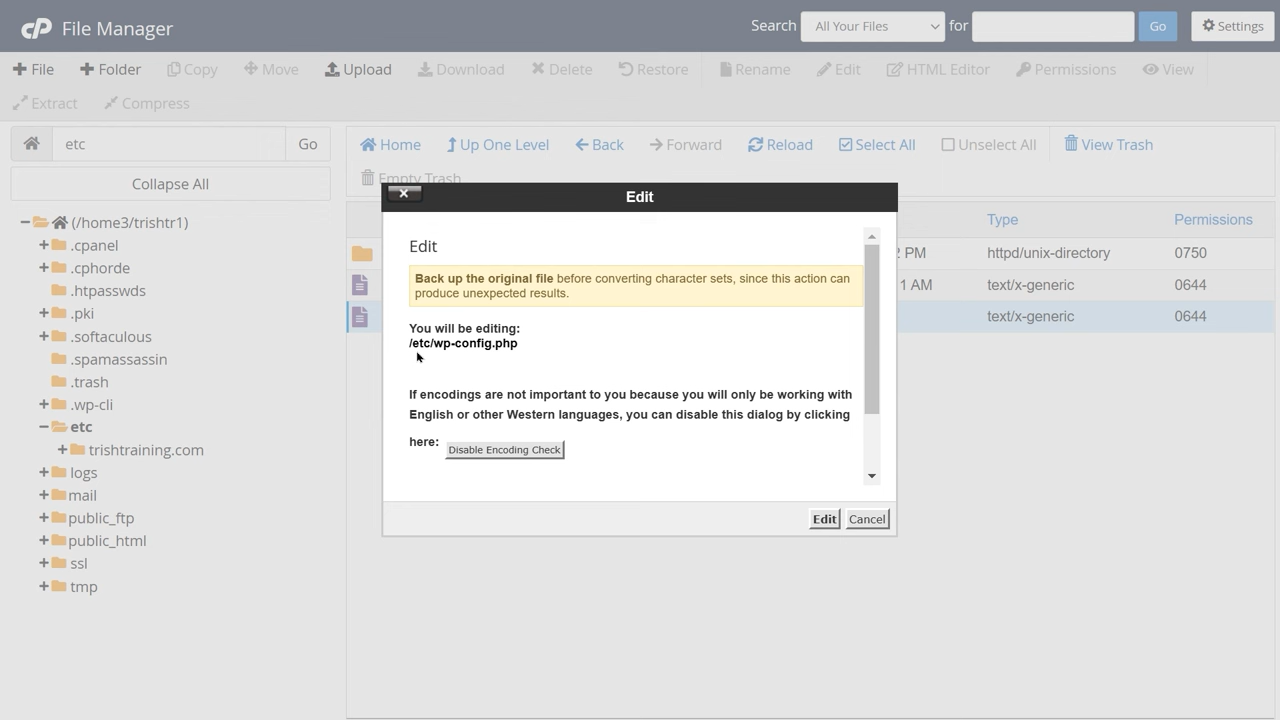 cP File Manager
Search All Your Files for Go Settings
File Folder Copy Move Upload Download Delete Restore Rename Edit HTML Editor Permissions View
Extract Compress
etc Go
Collapse All
(/home3/trishtr1)
.cpanel
.cphorde
.htpasswds
.pki
.softaculous
.spamassassin
.trash
.wp-cli
etc
trishtraining.com
logs
mail
public_ftp
public_html
ssl
tmp
Home Up One Level Back Forward Reload Select All Unselect All View Trash
Empty Trash
Type Permissions
PM httpd/unix-directory 0750
AM text/x-generic 0644
text/x-generic 0644
Edit
Edit
Back up the original file before converting character sets, since this action can
produce unexpected results.
You will be editing:
/etc/wp-config.php
If encodings are not important to you because you will only be working with
English or other Western languages, you can disable this dialog by clicking
here: Disable Encoding Check
Edit Cancel